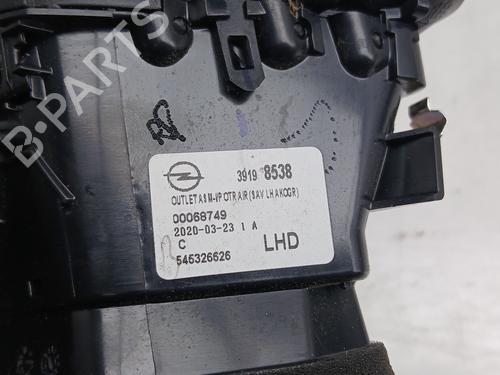 B-PARTS
3919 8538
OUTLET ASM-I/P OTR AIR (SAV LH AKOGR)
00068749
2020-03-23 1 A
C
LHD
545326626